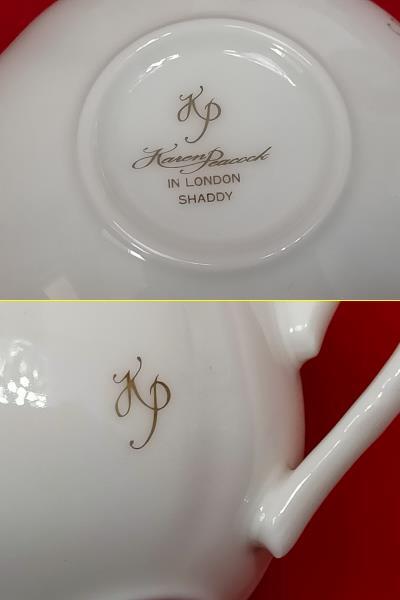 KP
Karen Peacock
IN LONDON
SHADDY
KP